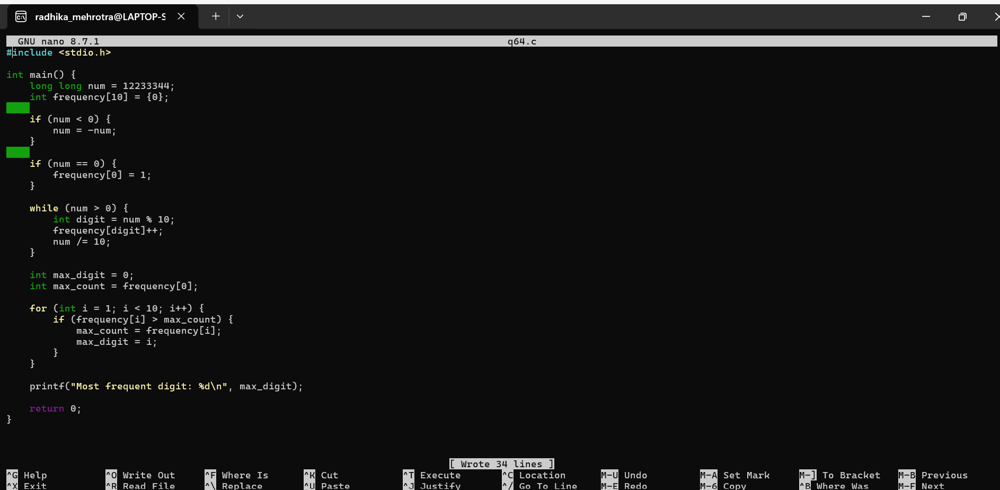 radhika_mehrotra@LAPTOP-S
GNU nano 8.7.1 q64.c
#include <stdio.h>

int main() {
    long long num = 12233344;
    int frequency[10] = {0};

    if (num < 0) {
        num = -num;
    }

    if (num == 0) {
        frequency[0] = 1;
    }

    while (num > 0) {
        int digit = num % 10;
        frequency[digit]++;
        num /= 10;
    }

    int max_digit = 0;
    int max_count = frequency[0];

    for (int i = 1; i < 10; i++) {
        if (frequency[i] > max_count) {
            max_count = frequency[i];
            max_digit = i;
        }
    }

    printf("Most frequent digit: %d\n", max_digit);

    return 0;
}
[ Wrote 34 lines ]
^G Help ^O Write Out ^F Where Is ^K Cut ^T Execute ^C Location M-U Undo M-A Set Mark M-] To Bracket M-B Previous
^X Exit ^R Read File ^\ Replace ^U Paste ^J Justify ^/ Go To Line M-E Redo M-6 Copy ^B Where Was M-F Next